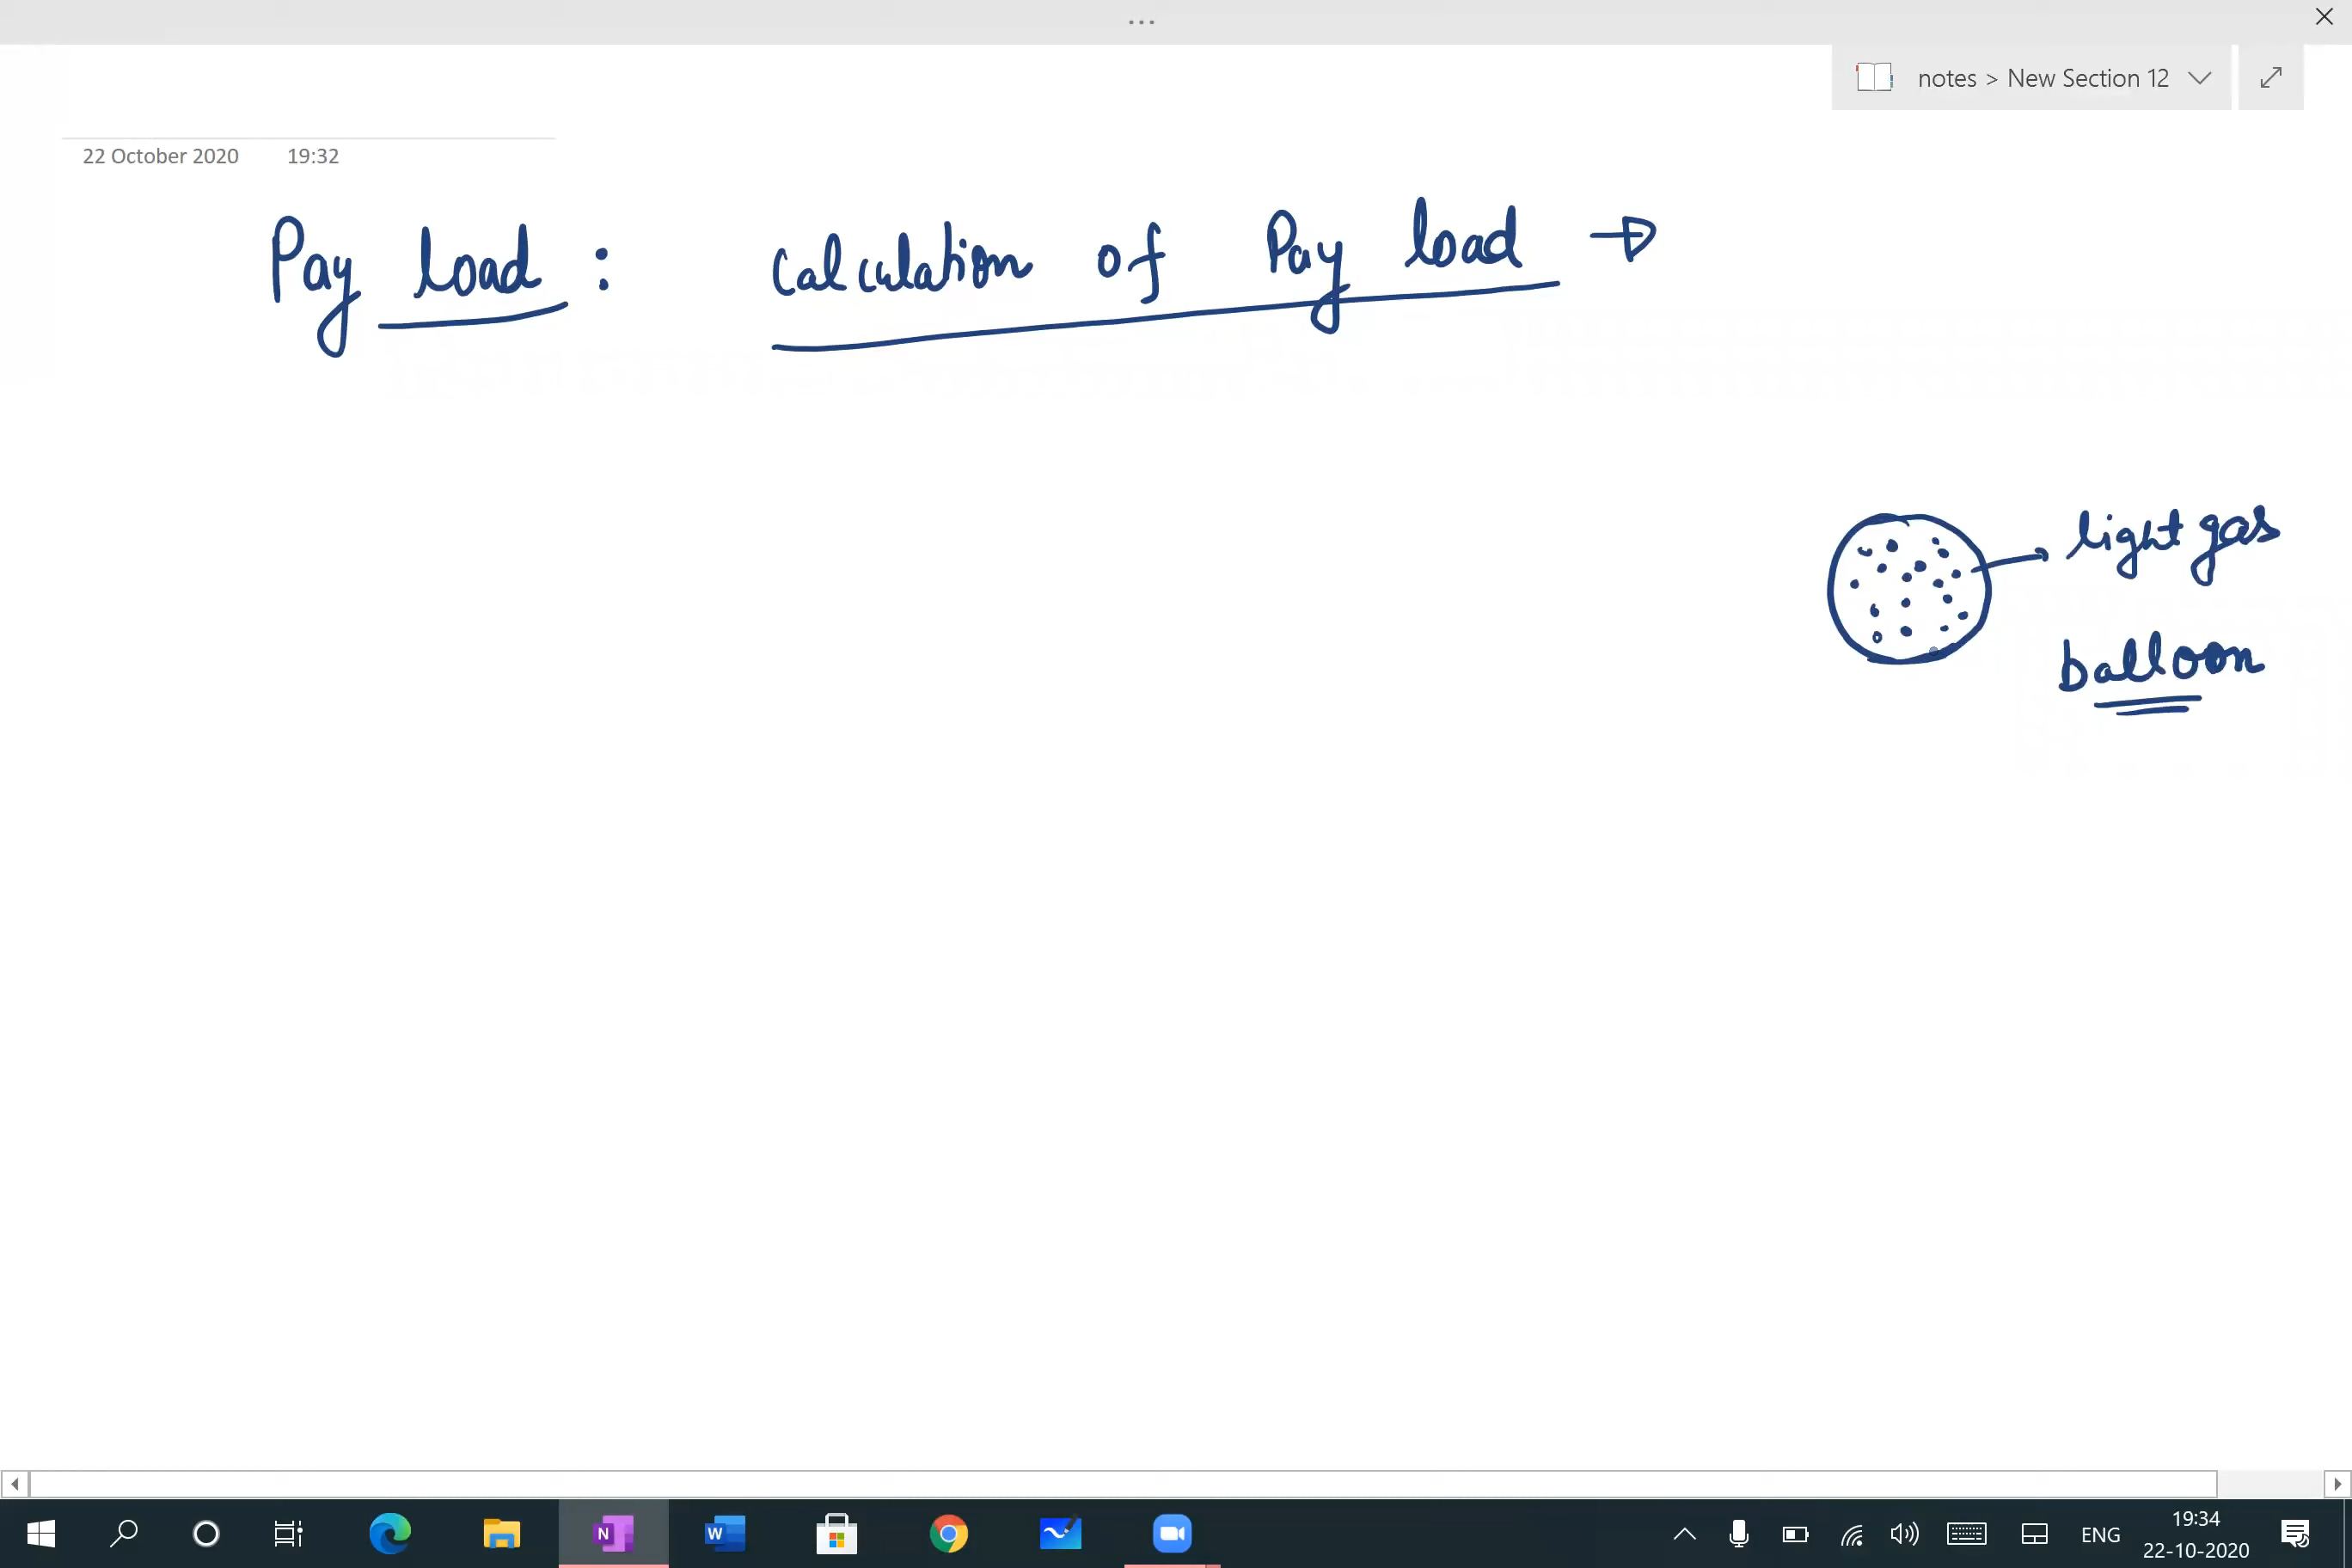 notes > New Section 12
22 October 2020 19:32
Pay load : Calculation of Pay load →
light gas
balloon
N
W
ENG
19:34
22-10-2020